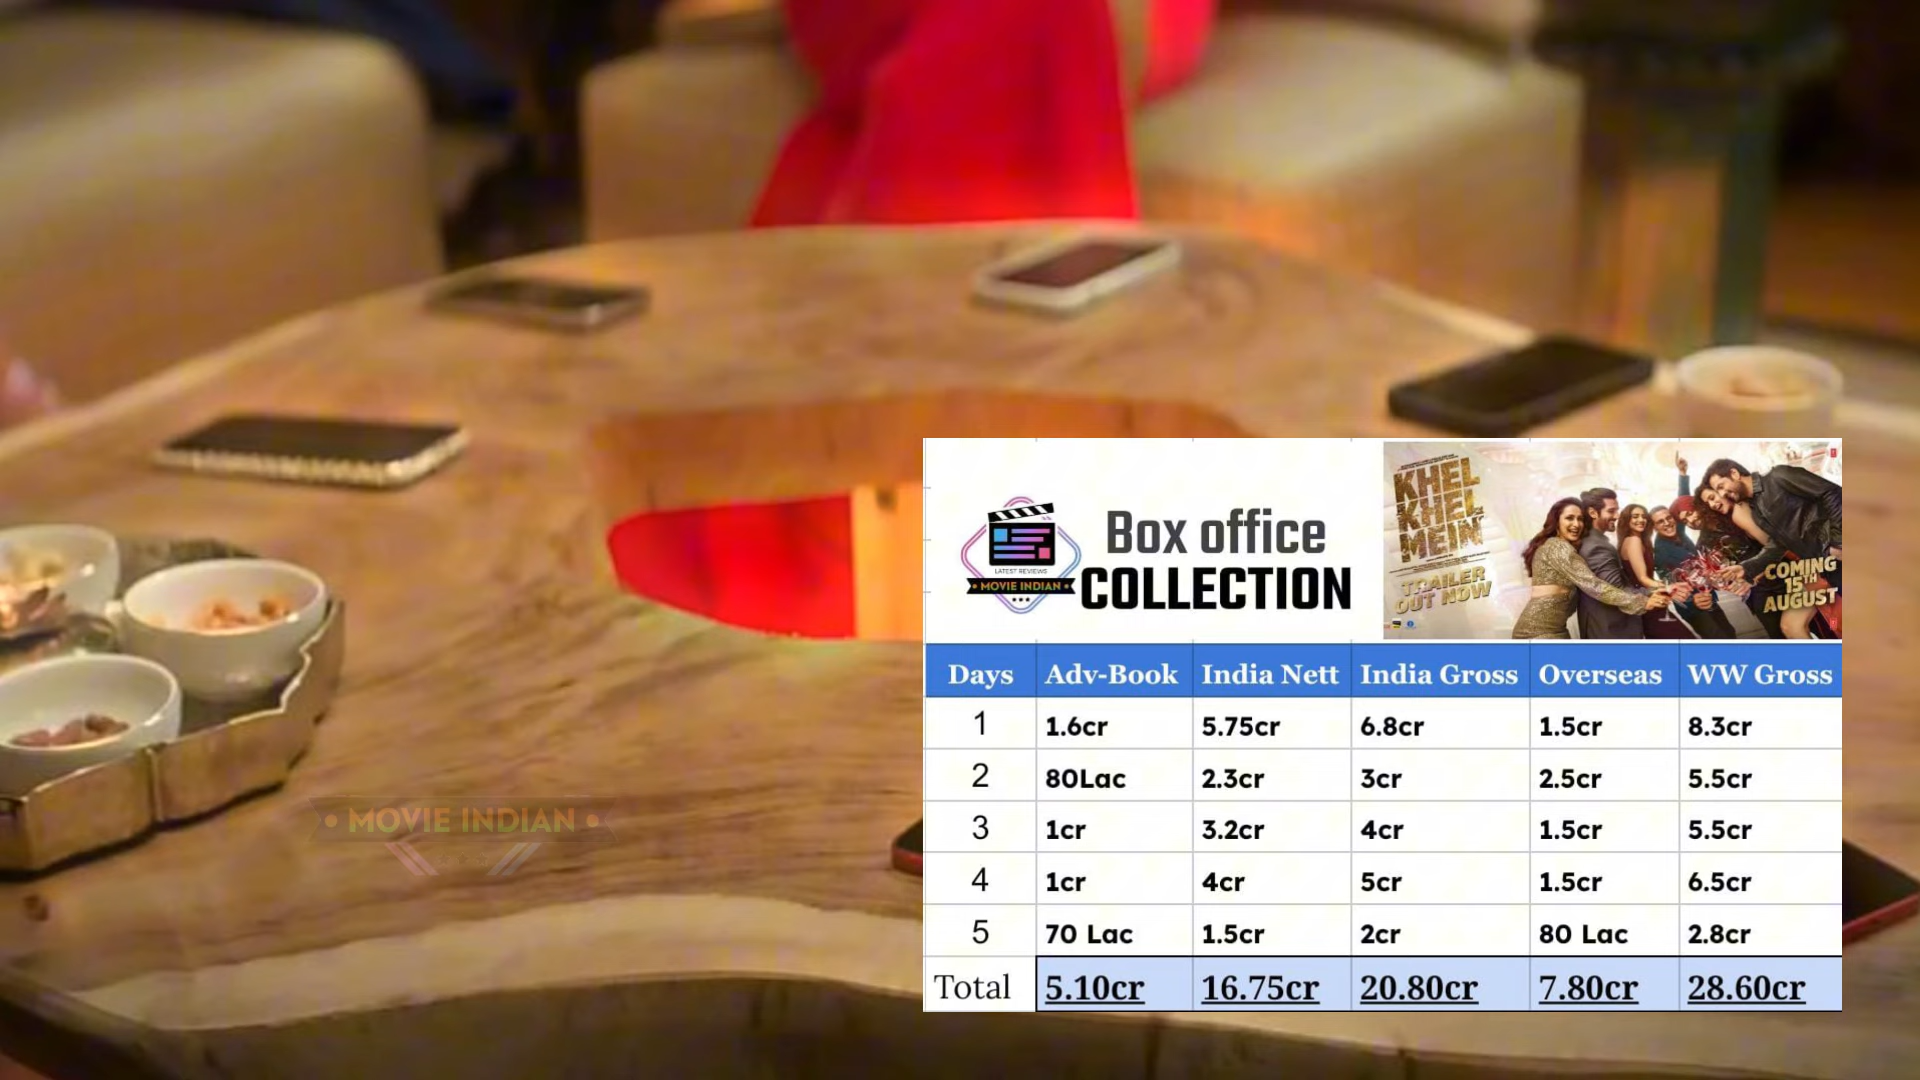 MOVIE INDIAN
LATEST REVIEWS
MOVIE INDIAN
Box office
COLLECTION
KHEL
KHEL
MEIN
TRAILER
OUT NOW
COMING
15TH
AUGUST
Days Adv-Book India Nett India Gross Overseas WW Gross
1 1.6cr 5.75cr 6.8cr 1.5cr 8.3cr
2 80Lac 2.3cr 3cr 2.5cr 5.5cr
3 1cr 3.2cr 4cr 1.5cr 5.5cr
4 1cr 4cr 5cr 1.5cr 6.5cr
5 70 Lac 1.5cr 2cr 80 Lac 2.8cr
Total 5.10cr 16.75cr 20.80cr 7.80cr 28.60cr